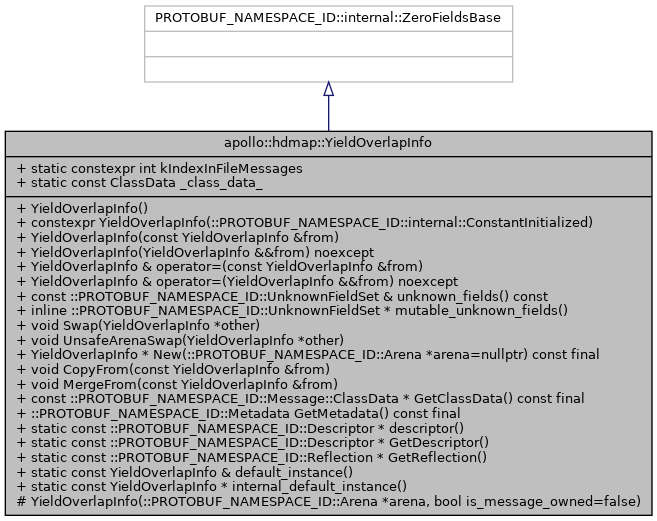 PROTOBUF_NAMESPACE_ID::internal::ZeroFieldsBase
apollo::hdmap::YieldOverlapInfo
+ static constexpr int kIndexInFileMessages
+ static const ClassData _class_data_
+ YieldOverlapInfo()
+ constexpr YieldOverlapInfo(::PROTOBUF_NAMESPACE_ID::internal::ConstantInitialized)
+ YieldOverlapInfo(const YieldOverlapInfo &from)
+ YieldOverlapInfo(YieldOverlapInfo &&from) noexcept
+ YieldOverlapInfo & operator=(const YieldOverlapInfo &from)
+ YieldOverlapInfo & operator=(YieldOverlapInfo &&from) noexcept
+ const ::PROTOBUF_NAMESPACE_ID::UnknownFieldSet & unknown_fields() const
+ inline ::PROTOBUF_NAMESPACE_ID::UnknownFieldSet * mutable_unknown_fields()
+ void Swap(YieldOverlapInfo *other)
+ void UnsafeArenaSwap(YieldOverlapInfo *other)
+ YieldOverlapInfo * New(::PROTOBUF_NAMESPACE_ID::Arena *arena=nullptr) const final
+ void CopyFrom(const YieldOverlapInfo &from)
+ void MergeFrom(const YieldOverlapInfo &from)
+ const ::PROTOBUF_NAMESPACE_ID::Message::ClassData * GetClassData() const final
+ ::PROTOBUF_NAMESPACE_ID::Metadata GetMetadata() const final
+ static const ::PROTOBUF_NAMESPACE_ID::Descriptor * descriptor()
+ static const ::PROTOBUF_NAMESPACE_ID::Descriptor * GetDescriptor()
+ static const ::PROTOBUF_NAMESPACE_ID::Reflection * GetReflection()
+ static const YieldOverlapInfo & default_instance()
+ static const YieldOverlapInfo * internal_default_instance()
# YieldOverlapInfo(::PROTOBUF_NAMESPACE_ID::Arena *arena, bool is_message_owned=false)